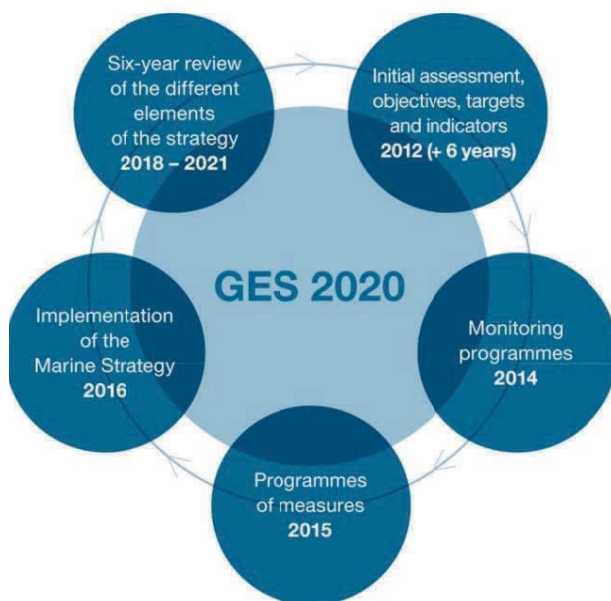 Six-year review
of the different
elements
of the strategy
2018 – 2021
Initial assessment,
objectives, targets
and indicators
2012 (+ 6 years)
GES 2020
Implementation
of the
Marine Strategy
2016
Monitoring
programmes
2014
Programmes
of measures
2015